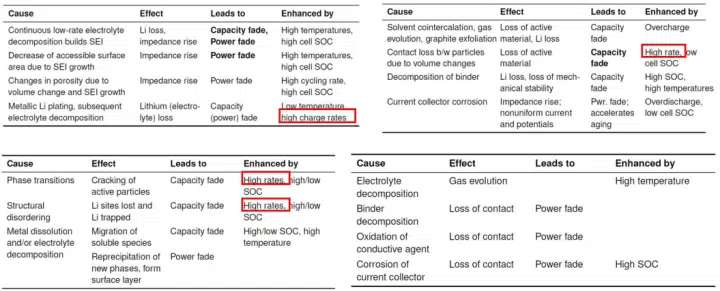 Cause Effect Leads to Enhanced by
Continuous low-rate electrolyte Li loss, Capacity fade, High temperatures,
decomposition builds SEI impedance rise Power fade high cell SOC
Decrease of accessible surface Impedance rise Power fade High temperatures,
area due to SEI growth high cell SOC
Changes in porosity due to Impedance rise Power fade High cycling rate,
volume change and SEI growth high cell SOC
Metallic Li plating, subsequent Lithium (electro- Capacity Low temperature,
electrolyte decomposition lyte) loss (power) fade high charge rates
Cause Effect Leads to Enhanced by
Solvent cointercalation, gas Loss of active Capacity Overcharge
evolution, graphite exfoliation material, Li loss fade
Contact loss b/w particles Loss of active Capacity High rate, low
due to volume changes material fade cell SOC
Decomposition of binder Li loss, loss of mech- Capacity High SOC,
anical stability fade high temperatures
Current collector corrosion Impedance rise; Pwr. fade; Overdischarge,
nonuniform current accelerates low cell SOC
and potentials aging
Cause Effect Leads to Enhanced by
Phase transitions Cracking of Capacity fade High rates, high/low
active particles SOC
Structural Li sites lost and Capacity fade High rates, high/low
disordering Li trapped SOC
Metal dissolution Migration of Capacity fade High/low SOC, high
and/or electrolyte soluble species temperature
decomposition Reprecipitation of Power fade
new phases, form
surface layer
Cause Effect Leads to Enhanced by
Electrolyte Gas evolution High temperature
decomposition
Binder Loss of contact Power fade
decomposition
Oxidation of Loss of contact Power fade
conductive agent
Corrosion of Loss of contact Power fade High SOC
current collector